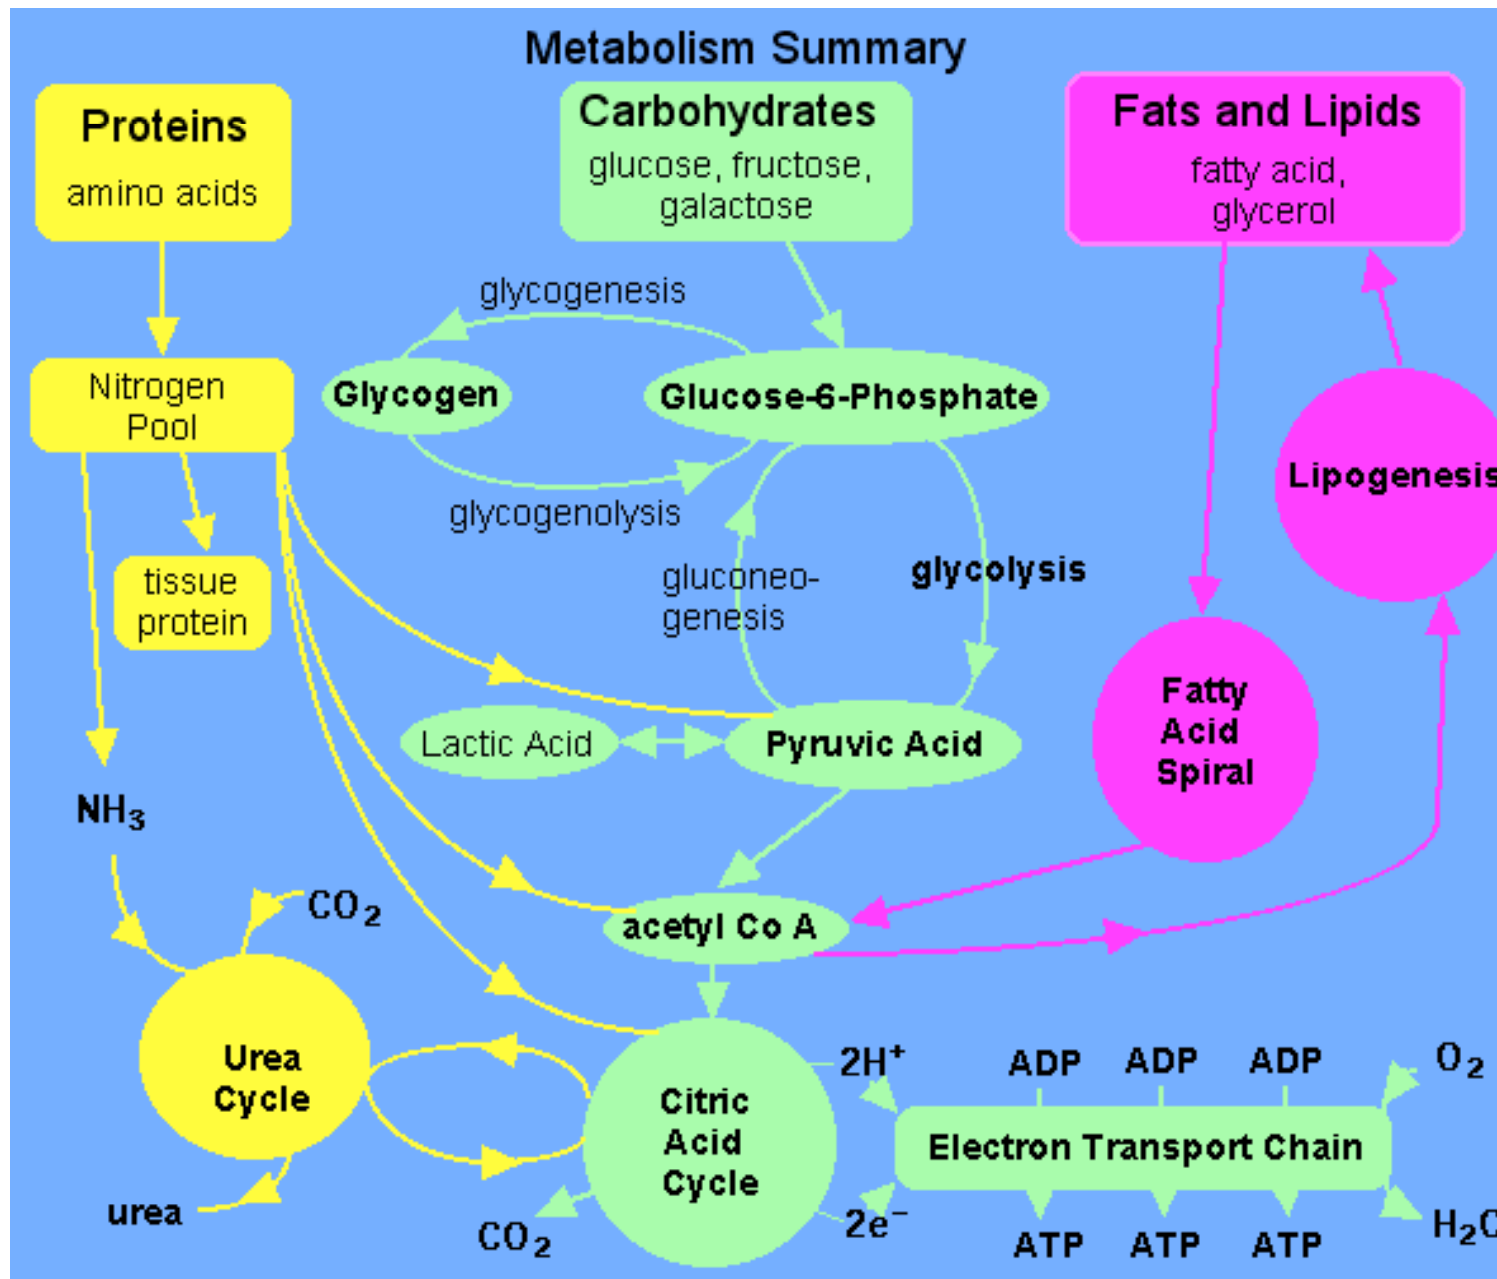 Metabolism Summary
Proteins
amino acids
Carbohydrates
glucose, fructose,
galactose
Fats and Lipids
fatty acid,
glycerol
glycogenesis
Nitrogen
Pool
Glycogen
Glucose-6-Phosphate
Lipogenesis
glycogenolysis
tissue
protein
gluconeo-
genesis
glycolysis
Fatty
Acid
Spiral
Lactic Acid
Pyruvic Acid
NH₃
CO₂
acetyl Co A
Urea
Cycle
urea
Citric
Acid
Cycle
CO₂
2H⁺
2e⁻
ADP
ADP
ADP
O₂
Electron Transport Chain
ATP
ATP
ATP
H₂O